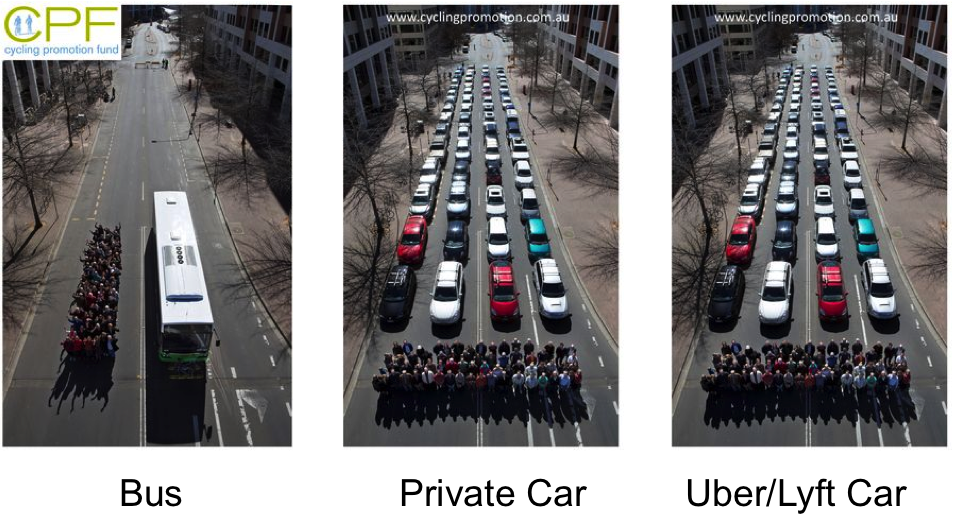 CPF
cycling promotion fund
www.cyclingpromotion.com.au
www.cyclingpromotion.com.au
Bus
Private Car
Uber/Lyft Car